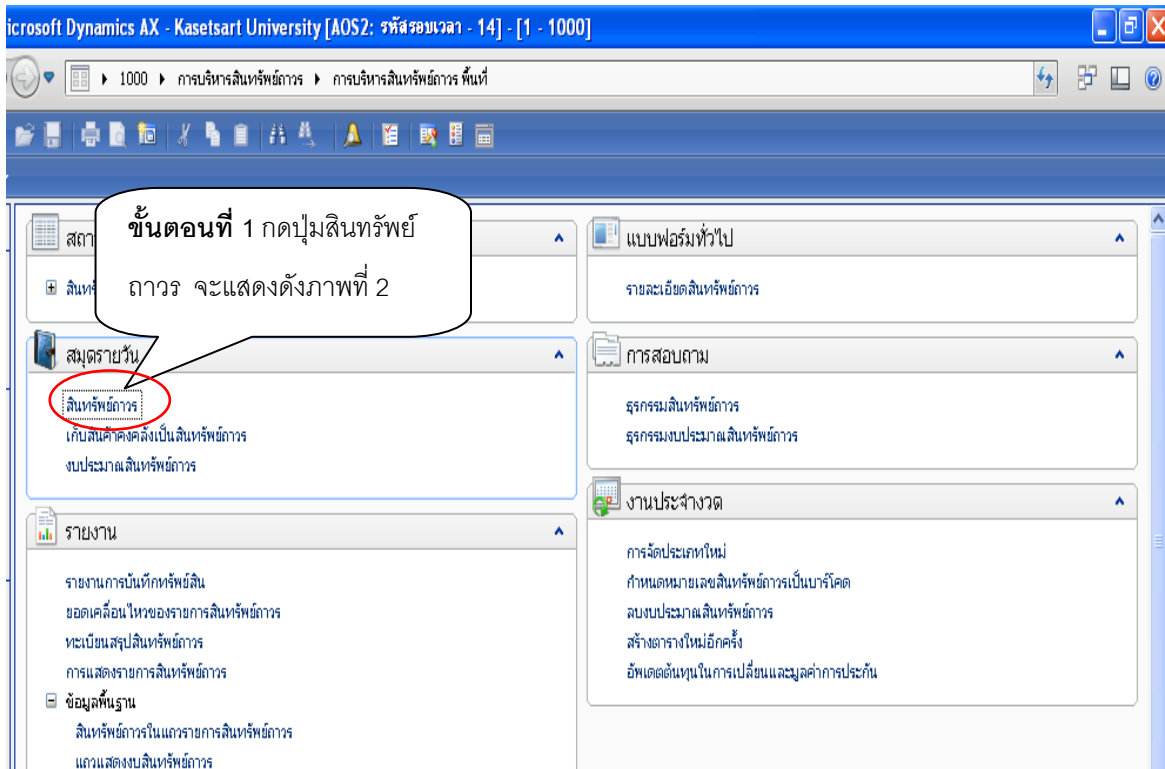 icrosoft Dynamics AX - Kasetsart University [AOS2: รหัสรอบเวลา - 14] - [1 - 1000]
1000 การบริหารสินทรัพย์ถาวร การบริหารสินทรัพย์ถาวร พื้นที่
ขั้นตอนที่ 1 กดปุ่มสินทรัพย์
ถาวร จะแสดงดังภาพที่ 2
สมุดรายวัน
สินทรัพย์ถาวร
เก็บสินค้าคงคลังเป็นสินทรัพย์ถาวร
งบประมาณสินทรัพย์ถาวร
รายงาน
รายงานการบันทึกทรัพย์สิน
ยอดเคลื่อนไหวของรายการสินทรัพย์ถาวร
ทะเบียนสรุปสินทรัพย์ถาวร
การแสดงรายการสินทรัพย์ถาวร
ข้อมูลพื้นฐาน
สินทรัพย์ถาวรในแถวรายการสินทรัพย์ถาวร
แถวแสดงงบสินทรัพย์ถาวร
แบบฟอร์มทั่วไป
รายละเอียดสินทรัพย์ถาวร
การสอบถาม
ธุรกรรมสินทรัพย์ถาวร
ธุรกรรมงบประมาณสินทรัพย์ถาวร
งานประจำงวด
การจัดประเภทใหม่
กำหนดหมายเลขสินทรัพย์ถาวรเป็นบาร์โคด
ลบงบประมาณสินทรัพย์ถาวร
สร้างตารางใหม่อีกครั้ง
อัพเดตต้นทุนในการเปลี่ยนและมูลค่าการประกัน